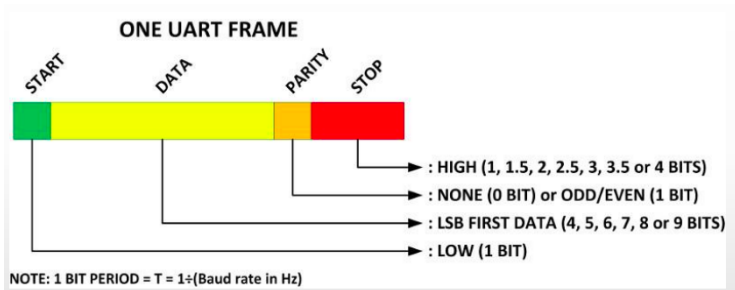 ONE UART FRAME
START
DATA
PARITY
STOP
: HIGH (1, 1.5, 2, 2.5, 3, 3.5 or 4 BITS)
: NONE (0 BIT) or ODD/EVEN (1 BIT)
: LSB FIRST DATA (4, 5, 6, 7, 8 or 9 BITS)
: LOW (1 BIT)
NOTE: 1 BIT PERIOD = T = 1÷(Baud rate in Hz)